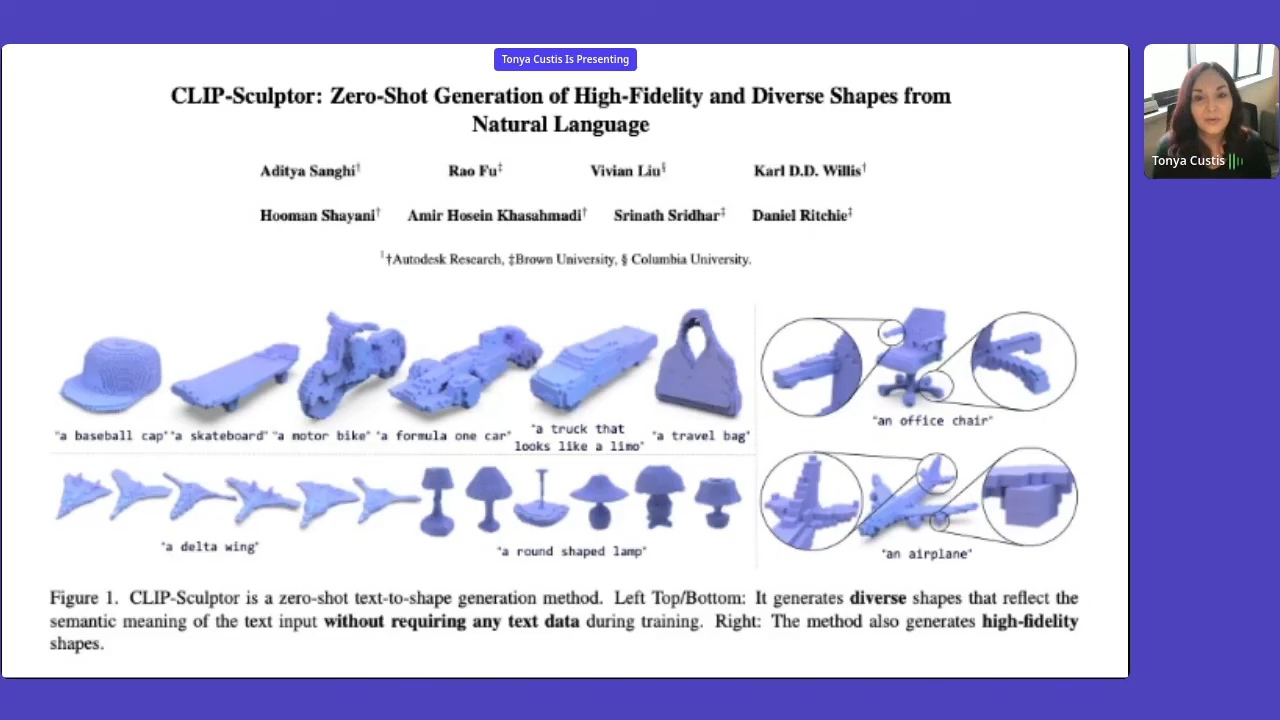 Tonya Custis Is Presenting
CLIP-Sculptor: Zero-Shot Generation of High-Fidelity and Diverse Shapes from
Natural Language
Aditya Sanghi† Rao Fu‡ Vivian Liu§ Karl D.D. Willis†
Hooman Shayani† Amir Hosein Khasahmadi† Srinath Sridhar‡ Daniel Ritchie‡
†Autodesk Research, ‡Brown University, § Columbia University.
"a baseball cap" "a skateboard" "a motor bike" "a formula one car" "a truck that
looks like a limo" "a travel bag"
"an office chair"
"a delta wing" "a round shaped lamp" "an airplane"
Figure 1. CLIP-Sculptor is a zero-shot text-to-shape generation method. Left Top/Bottom: It generates diverse shapes that reflect the
semantic meaning of the text input without requiring any text data during training. Right: The method also generates high-fidelity
shapes.
Tonya Custis